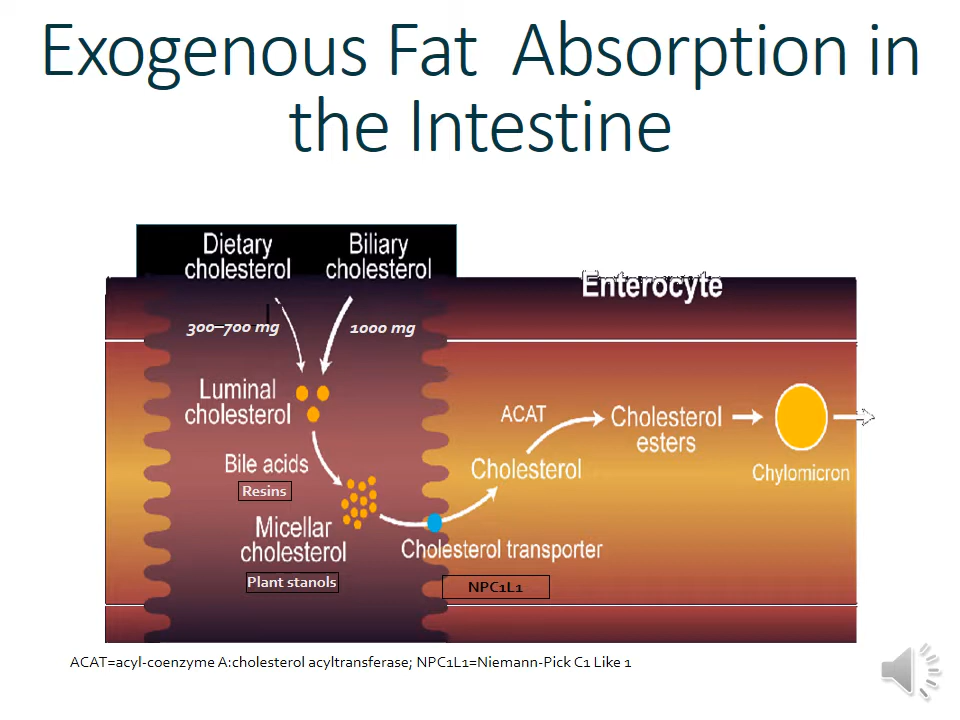 Exogenous Fat  Absorption in
the Intestine
Dietary
cholesterol
Biliary
cholesterol
Enterocyte
300–700 mg
1000 mg
Luminal
cholesterol
ACAT
Cholesterol
esters
Bile acids
Resins
Cholesterol
Chylomicron
Micellar
cholesterol
Cholesterol transporter
Plant stanols
NPC1L1
ACAT=acyl-coenzyme A:cholesterol acyltransferase; NPC1L1=Niemann-Pick C1 Like 1